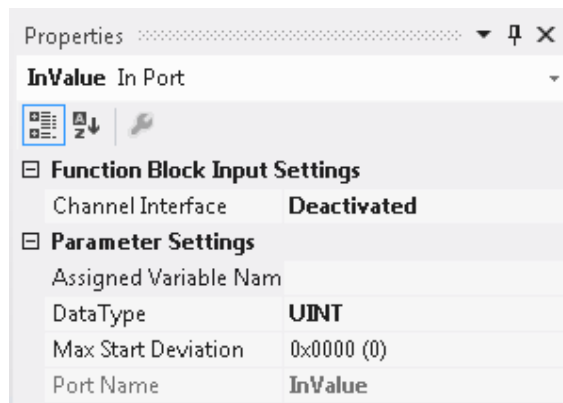 Properties
InValue In Port
Function Block Input Settings
Channel Interface Deactivated
Parameter Settings
Assigned Variable Nam
DataType UINT
Max Start Deviation 0x0000 (0)
Port Name InValue